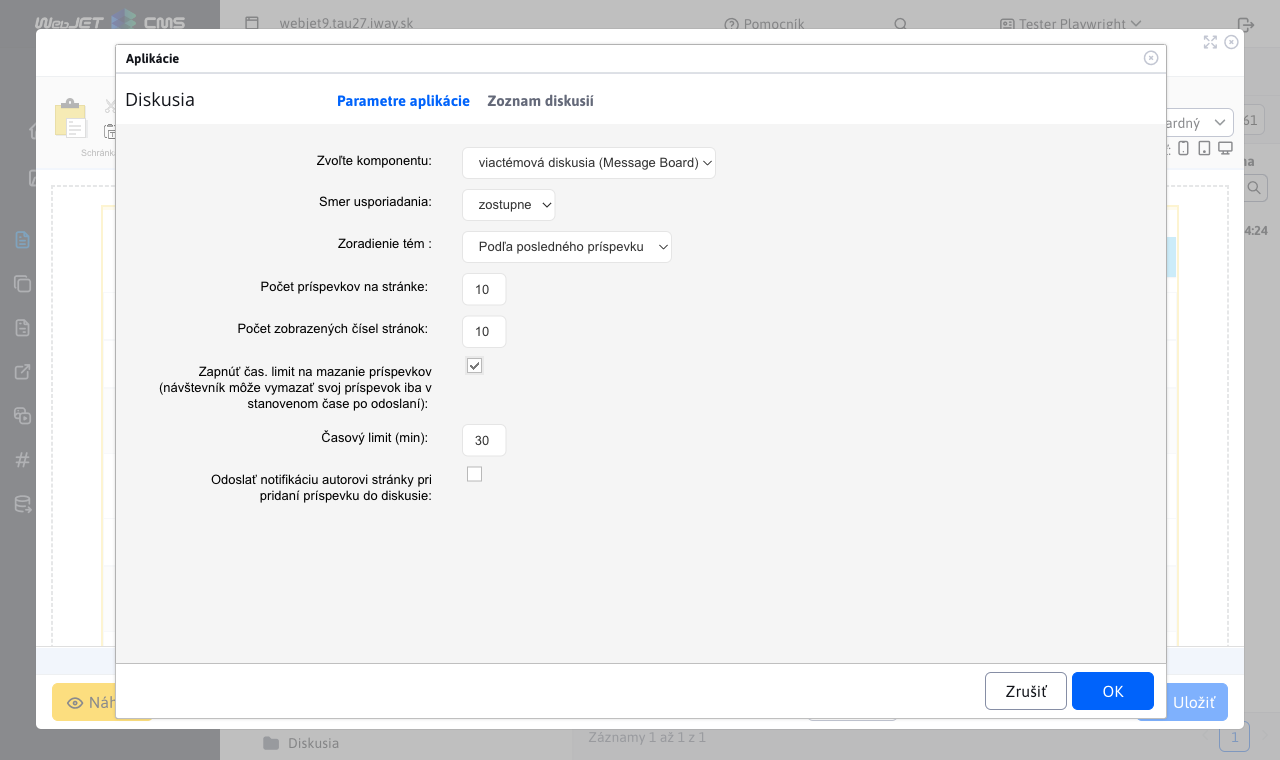 WebJET CMS
webjet9.tau27.iway.sk
Pomocník
Tester Playwright
Aplikácie
Diskusia
Parametre aplikácie
Zoznam diskusií
Schránka
Zvoľte komponentu:
viactémová diskusia (Message Board)
Smer usporiadania:
zostupne
Zoradenie tém :
Podľa posledného príspevku
Počet príspevkov na stránke:
10
Počet zobrazených čísel stránok:
10
Zapnúť čas. limit na mazanie príspevkov
(návštevník môže vymazať svoj príspevok iba v
stanovenom čase po odoslaní):
Časový limit (min):
30
Odoslať notifikáciu autorovi stránky pri
pridaní príspevku do diskusie:
ardný
61
na
4:24
Zrušiť
OK
Náh
Uložiť
Diskusia
Záznamy 1 až 1 z 1
1